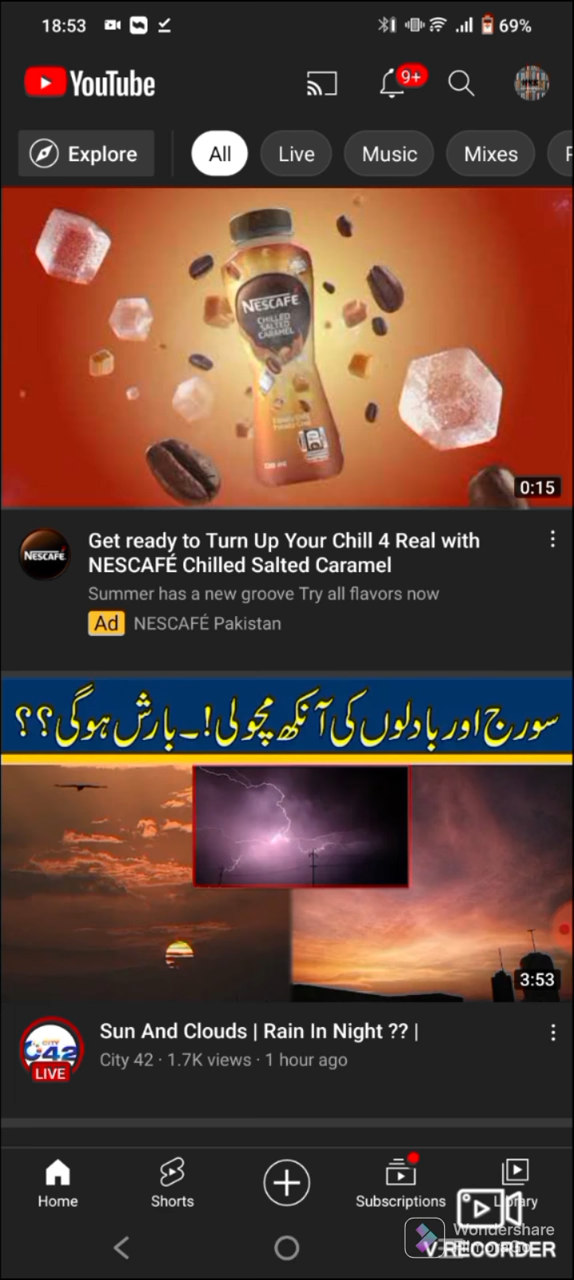 18:53
69%
YouTube
9+
Explore
All
Live
Music
Mixes
NESCAFÉ
CHILLED
SALTED
CARAMEL
0:15
NESCAFÉ
Get ready to Turn Up Your Chill 4 Real with
NESCAFÉ Chilled Salted Caramel
Summer has a new groove Try all flavors now
Ad NESCAFÉ Pakistan
سورج اور بادلوں کی آنکھ مچولی!۔ بارش ہوگی؟؟
3:53
CITY
42
LIVE
Sun And Clouds | Rain In Night ?? |
City 42 · 1.7K views · 1 hour ago
Home
Shorts
Subscriptions
Library
Wondershare
V RECORDER